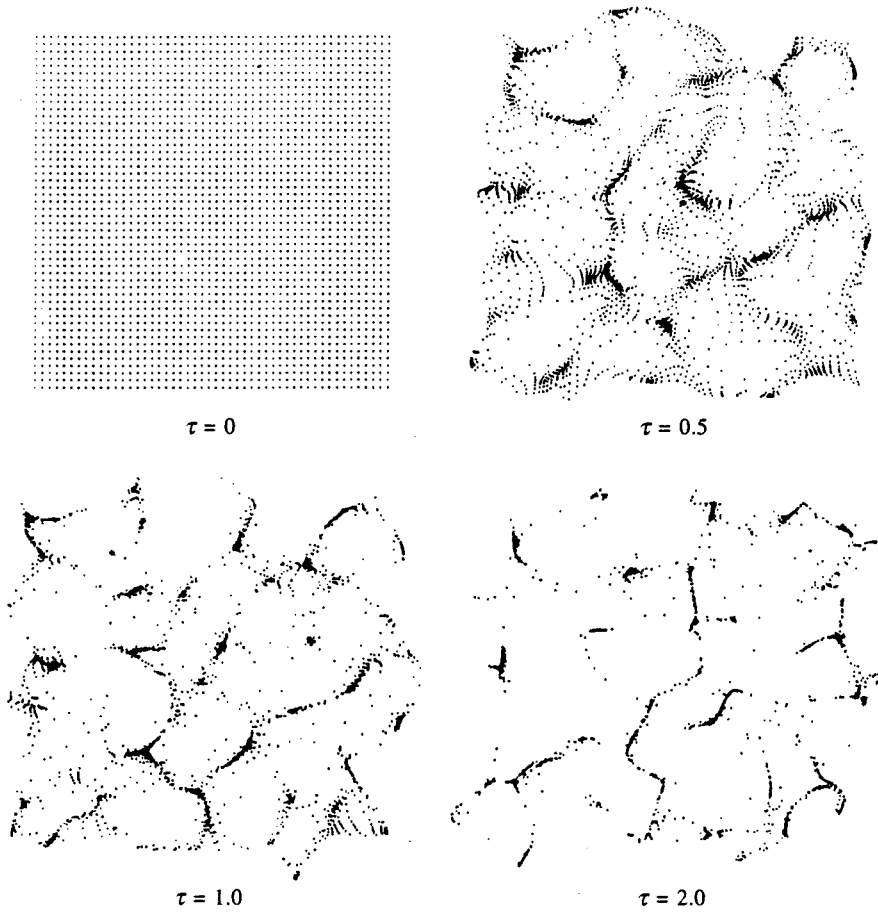 τ = 0
τ = 0.5
τ = 1.0
τ = 2.0